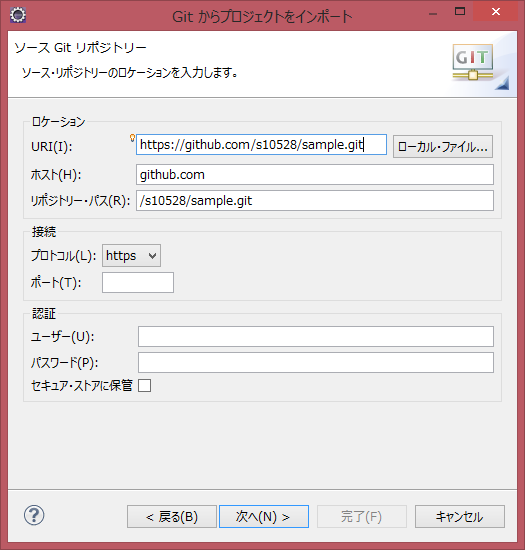 Git からプロジェクトをインポート
ソース Git リポジトリー
ソース・リポジトリーのロケーションを入力します。
GIT
ロケーション
URI(I): https://github.com/s10528/sample.git ローカル・ファイル...
ホスト(H): github.com
リポジトリー・パス(R): /s10528/sample.git
接続
プロトコル(L): https
ポート(T):
認証
ユーザー(U):
パスワード(P):
セキュア・ストアに保管
? < 戻る(B) 次へ(N) > 完了(F) キャンセル